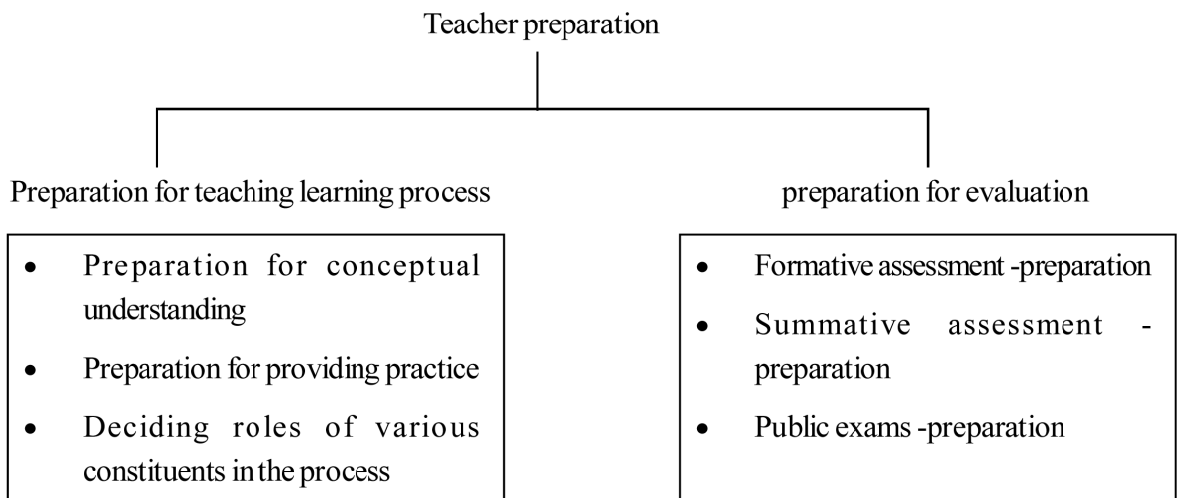 Teacher preparation
Preparation for teaching learning process
• Preparation for conceptual
understanding
• Preparation for providing practice
• Deciding roles of various
constituents in the process
preparation for evaluation
• Formative assessment -preparation
• Summative assessment -
preparation
• Public exams -preparation